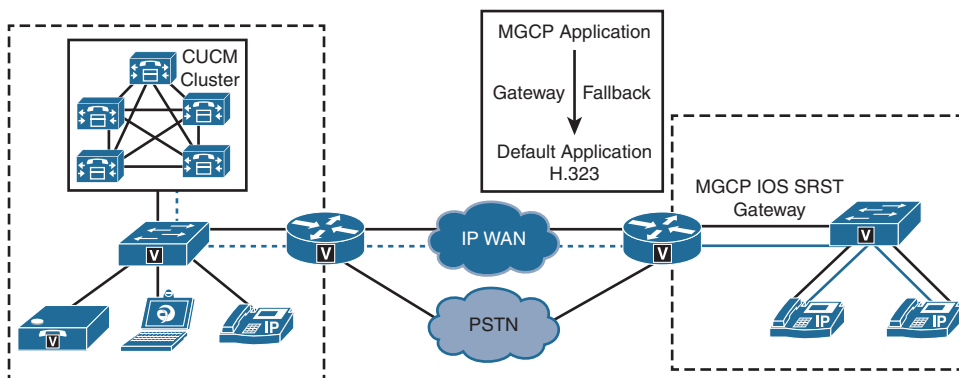 CUCM
Cluster
MGCP Application
Gateway Fallback
Default Application
H.323
MGCP IOS SRST
Gateway
V
V
IP WAN
V
V
IP
PSTN
IP
IP